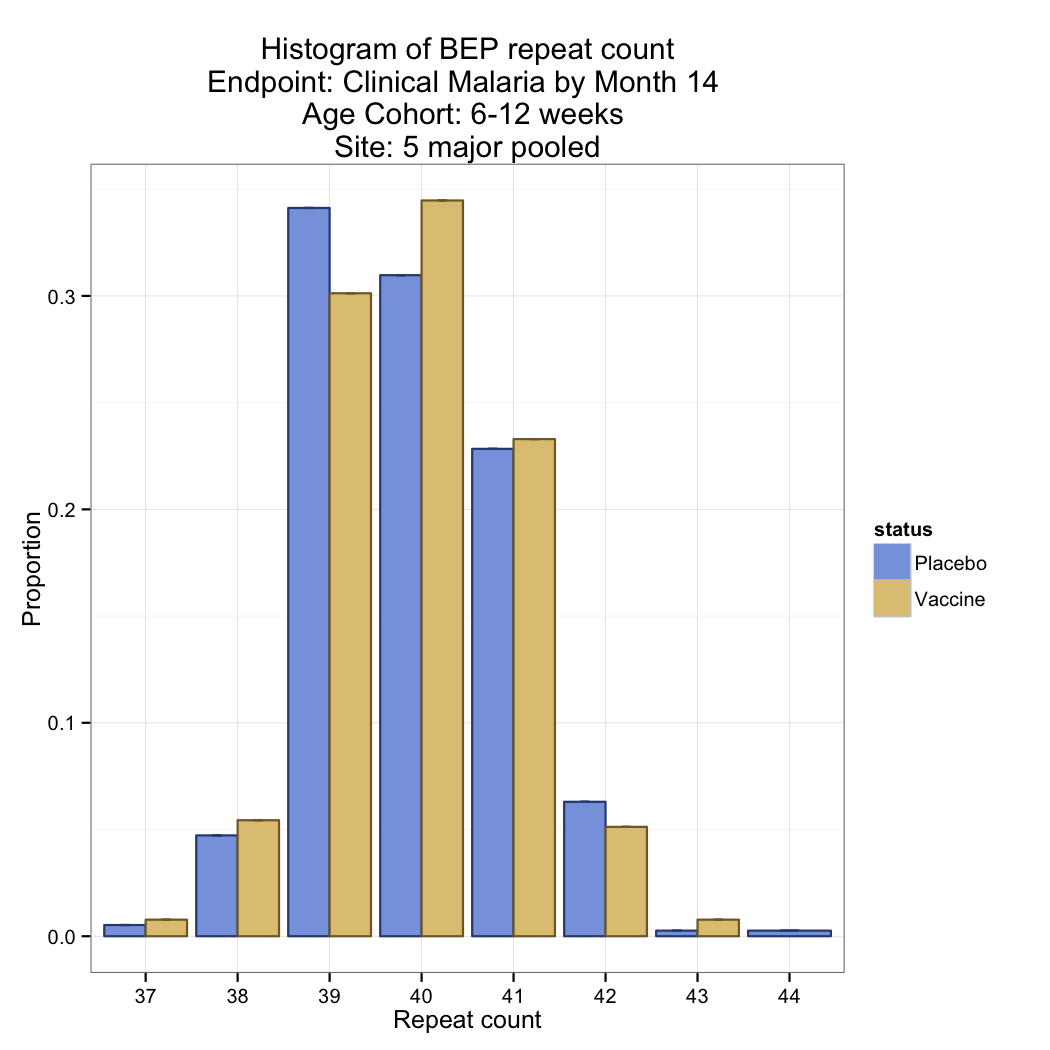 Histogram of BEP repeat count
Endpoint: Clinical Malaria by Month 14
Age Cohort: 6-12 weeks
Site: 5 major pooled
Proportion
0.3
0.2
0.1
0.0
37 38 39 40 41 42 43 44
Repeat count
status
Placebo
Vaccine